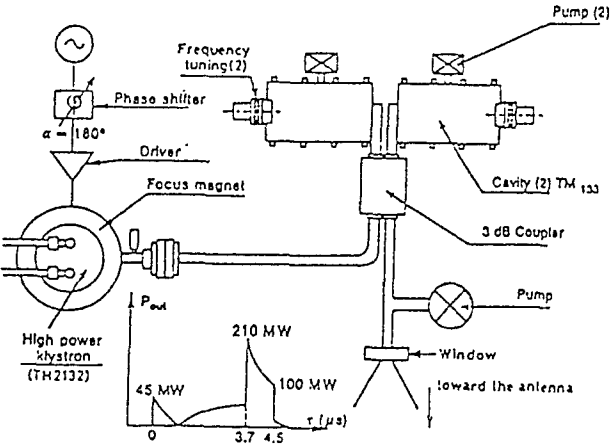 Pump (2)
Frequency
tuning(2)
Phase shifter
α = 180°
Driver
Focus magnet
Cavity (2) TM 133
3 dB Coupler
Pump
High power
klystron
(TH2132)
Pout
210 MW
45 MW
100 MW
Window
toward the antenna
τ (μs)
0
3.7
4.5